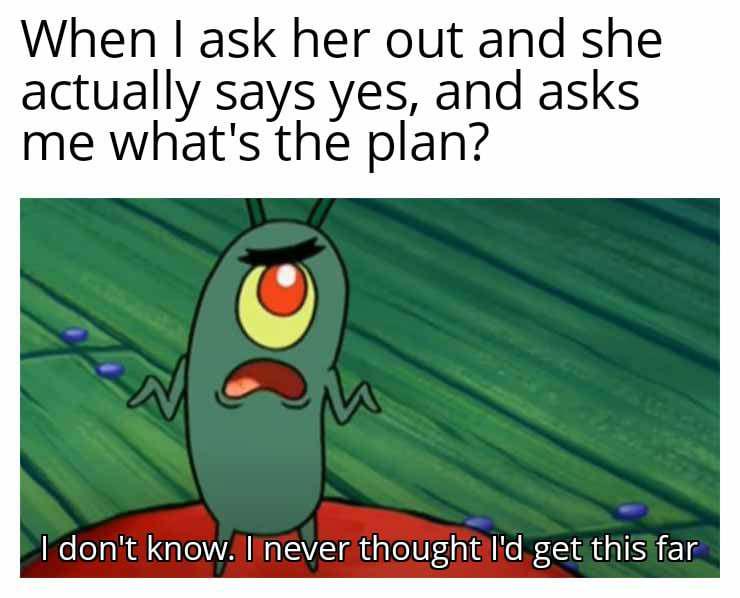 When I ask her out and she
actually says yes, and asks
me what's the plan?
I don't know. I never thought I'd get this far